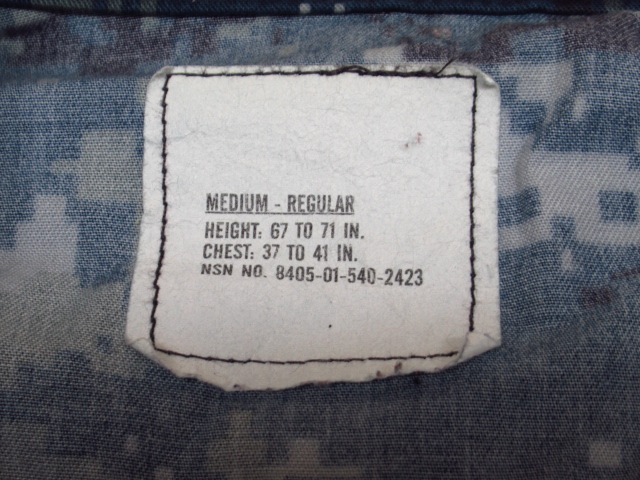 MEDIUM - REGULAR
HEIGHT: 67 TO 71 IN.
CHEST: 37 TO 41 IN.
NSN NO. 8405-01-540-2423